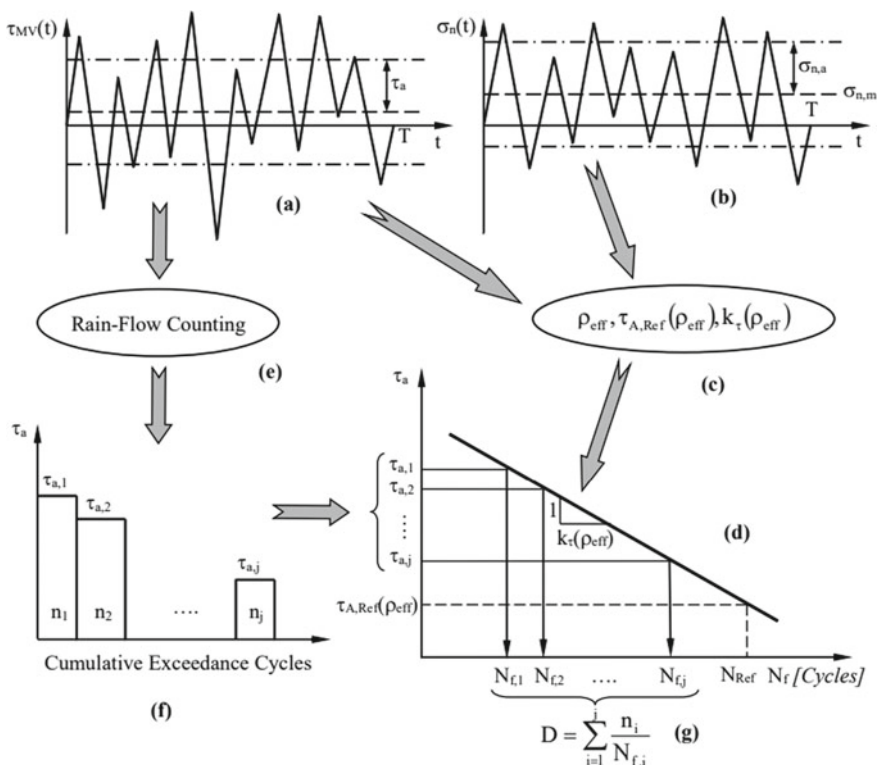 τMV(t)
τa
T
t
(a)
σn(t)
σn,a
σn,m
T
t
(b)
Rain-Flow Counting
(e)
ρeff, τA,Ref(ρeff), kτ(ρeff)
(c)
τa
τa,1
τa,2
τa,j
n1 n2 .... nj
Cumulative Exceedance Cycles
(f)
τa
τa,1
τa,2
⋮
τa,j
τA,Ref(ρeff)
1
kτ(ρeff)
(d)
Nf,1 Nf,2 .... Nf,j NRef Nf [Cycles]
D = ∑ j i=1 ni / Nf,i (g)